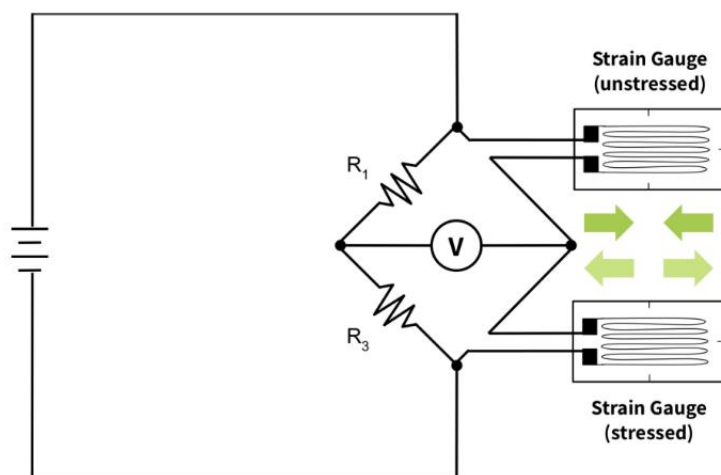 Strain Gauge
(unstressed)
R1
V
R3
Strain Gauge
(stressed)